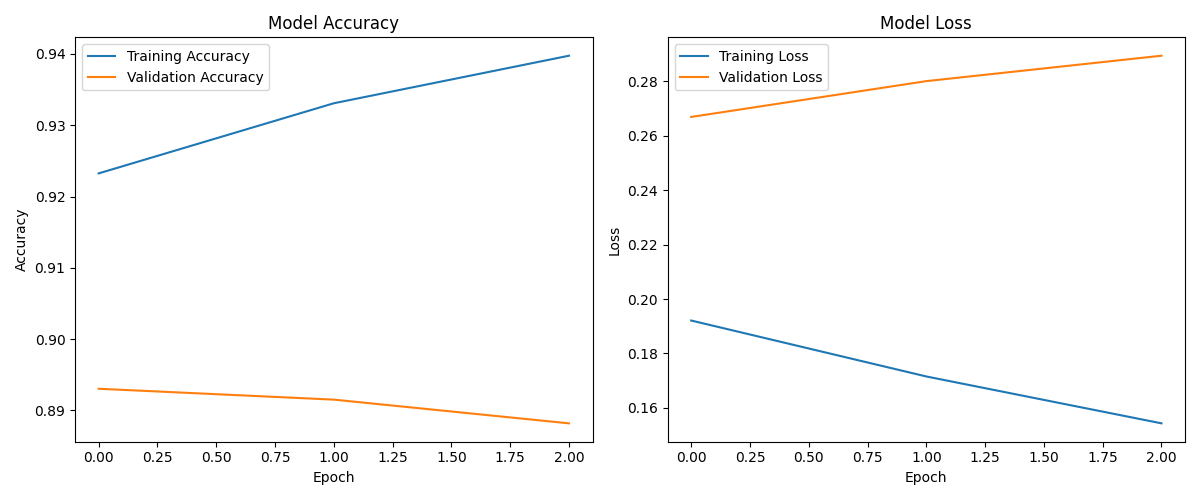 Model Accuracy
Training Accuracy
Validation Accuracy
0.94
0.93
0.92
0.91
0.90
0.89
Accuracy
0.00 0.25 0.50 0.75 1.00 1.25 1.50 1.75 2.00
Epoch
Model Loss
Training Loss
Validation Loss
0.28
0.26
0.24
0.22
0.20
0.18
0.16
Loss
0.00 0.25 0.50 0.75 1.00 1.25 1.50 1.75 2.00
Epoch